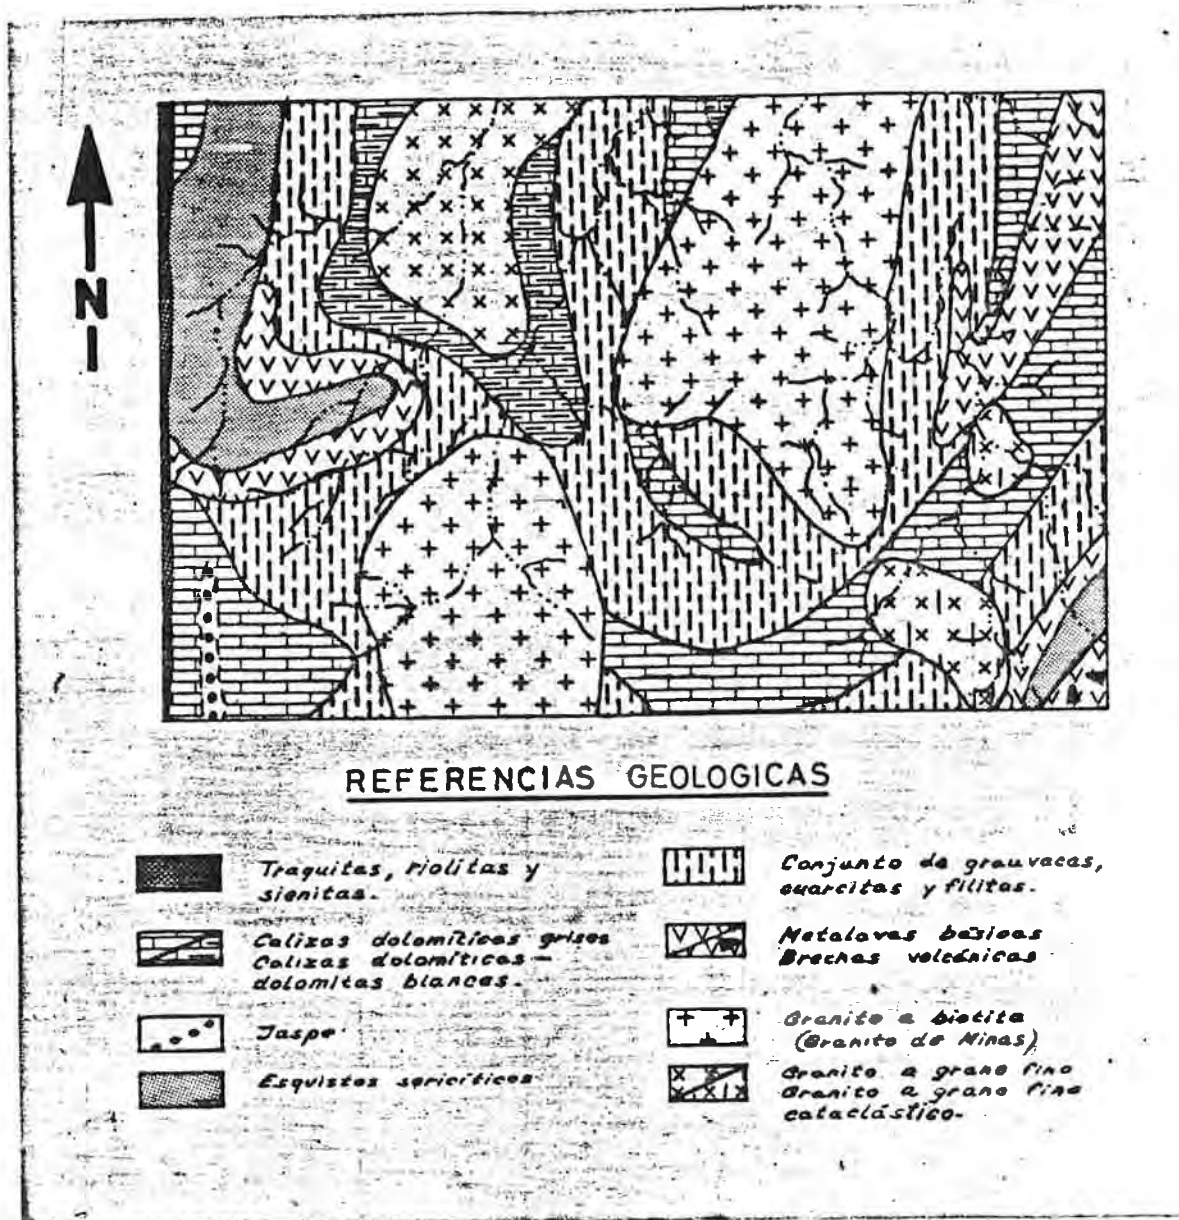 N
REFERENCIAS GEOLOGICAS
Traquitas, riolitas y
sienitas.
Calizas dolomíticas grises
Calizas dolomíticas —
dolomitas blancas.
Jaspe
Esquistos sericíticos
Conjunto de grauvacas,
cuarcitas y filitas.
Metalavas básicas
Brechas volcánicas
Granito a biotita
(Granito de Minas)
Granito a grano fino
Granito a grano fino
cataclástico.